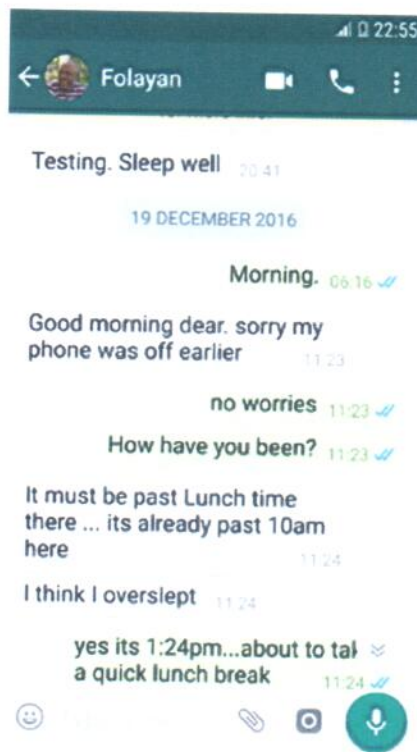 22:55
Folayan
Testing. Sleep well 20:41
19 DECEMBER 2016
Morning. 06:16
Good morning dear. sorry my
phone was off earlier 11:23
no worries 11:23
How have you been? 11:23
It must be past Lunch time
there ... its already past 10am
here 11:24
I think I overslept 11:24
yes its 1:24pm...about to tak
a quick lunch break 11:24